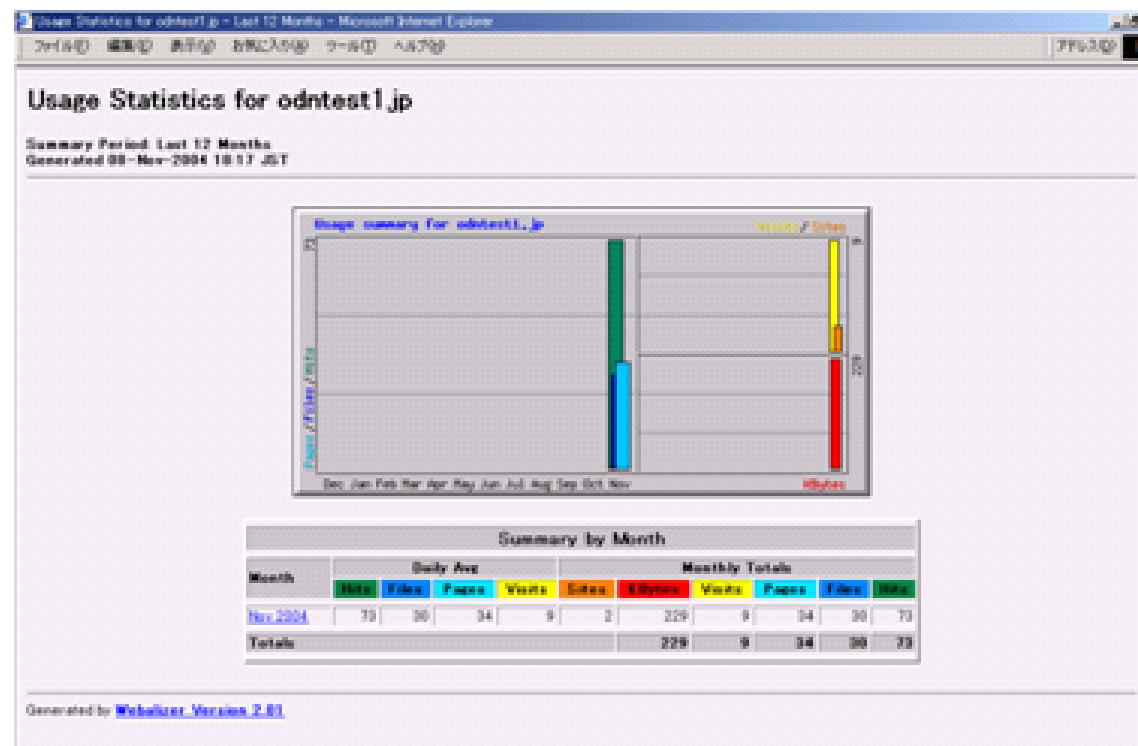 Usage Statistics for odntest1.jp - Last 12 Months - Microsoft Internet Explorer
ファイル(F) 編集(E) 表示(V) お気に入り(A) ツール(T) ヘルプ(H) アドレス(D)
Usage Statistics for odntest1.jp
Summary Period: Last 12 Months
Generated 08-Nov-2004 18:17 JST
Usage summary for odntest1.jp
Visits / Sites
73
9
Pages / Files / Hits
229
Dec Jan Feb Mar Apr May Jun Jul Aug Sep Oct Nov
KBytes
Summary by Month
Month Daily Avg Monthly Totals
Hits Files Pages Visits Sites KBytes Visits Pages Files Hits
Nov 2004 73 30 34 9 2 229 9 34 30 73
Totals 229 9 34 30 73
Generated by Webalizer Version 2.01